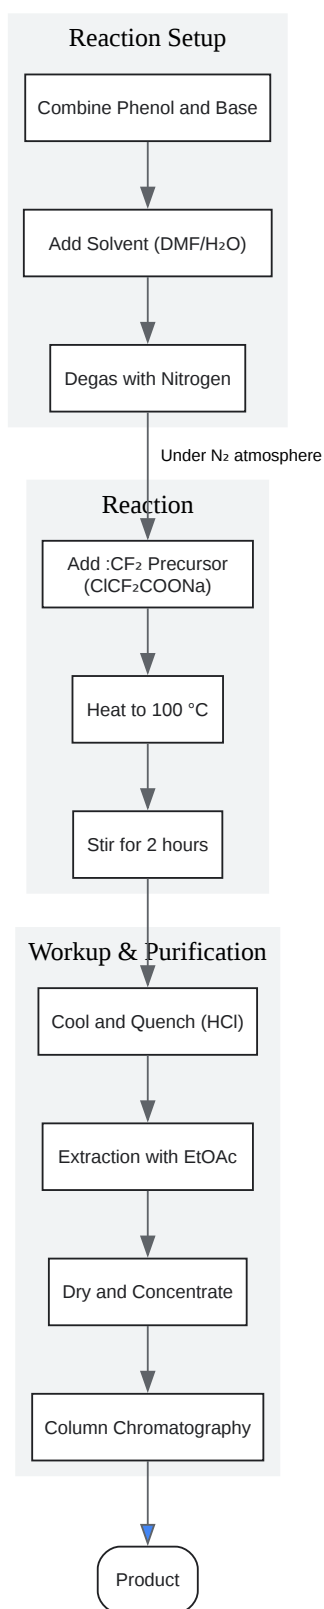 Reaction Setup
Combine Phenol and Base
Add Solvent (DMF/H₂O)
Degas with Nitrogen
Under N₂ atmosphere
Reaction
Add :CF₂ Precursor
(ClCF₂COONa)
Heat to 100 °C
Stir for 2 hours
Workup & Purification
Cool and Quench (HCl)
Extraction with EtOAc
Dry and Concentrate
Column Chromatography
Product